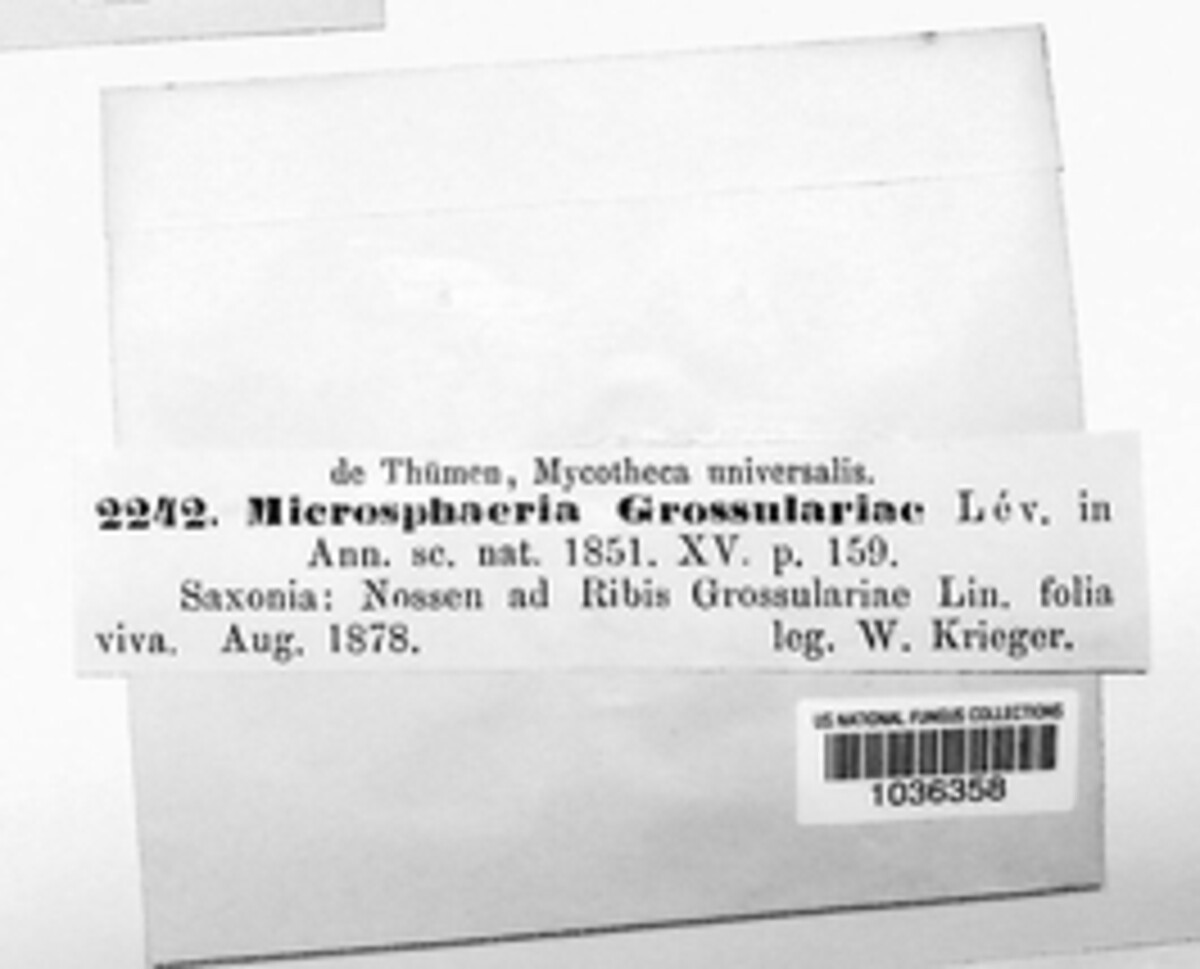 de Thümen, Mycotheca universalis.
2242. Microsphaeria Grossulariae Lév. in
Ann. sc. nat. 1851. XV. p. 159.
Saxonia: Nossen ad Ribis Grossulariae Lin. folia
viva. Aug. 1878. leg. W. Krieger.
US NATIONAL FUNGUS COLLECTIONS
1036358